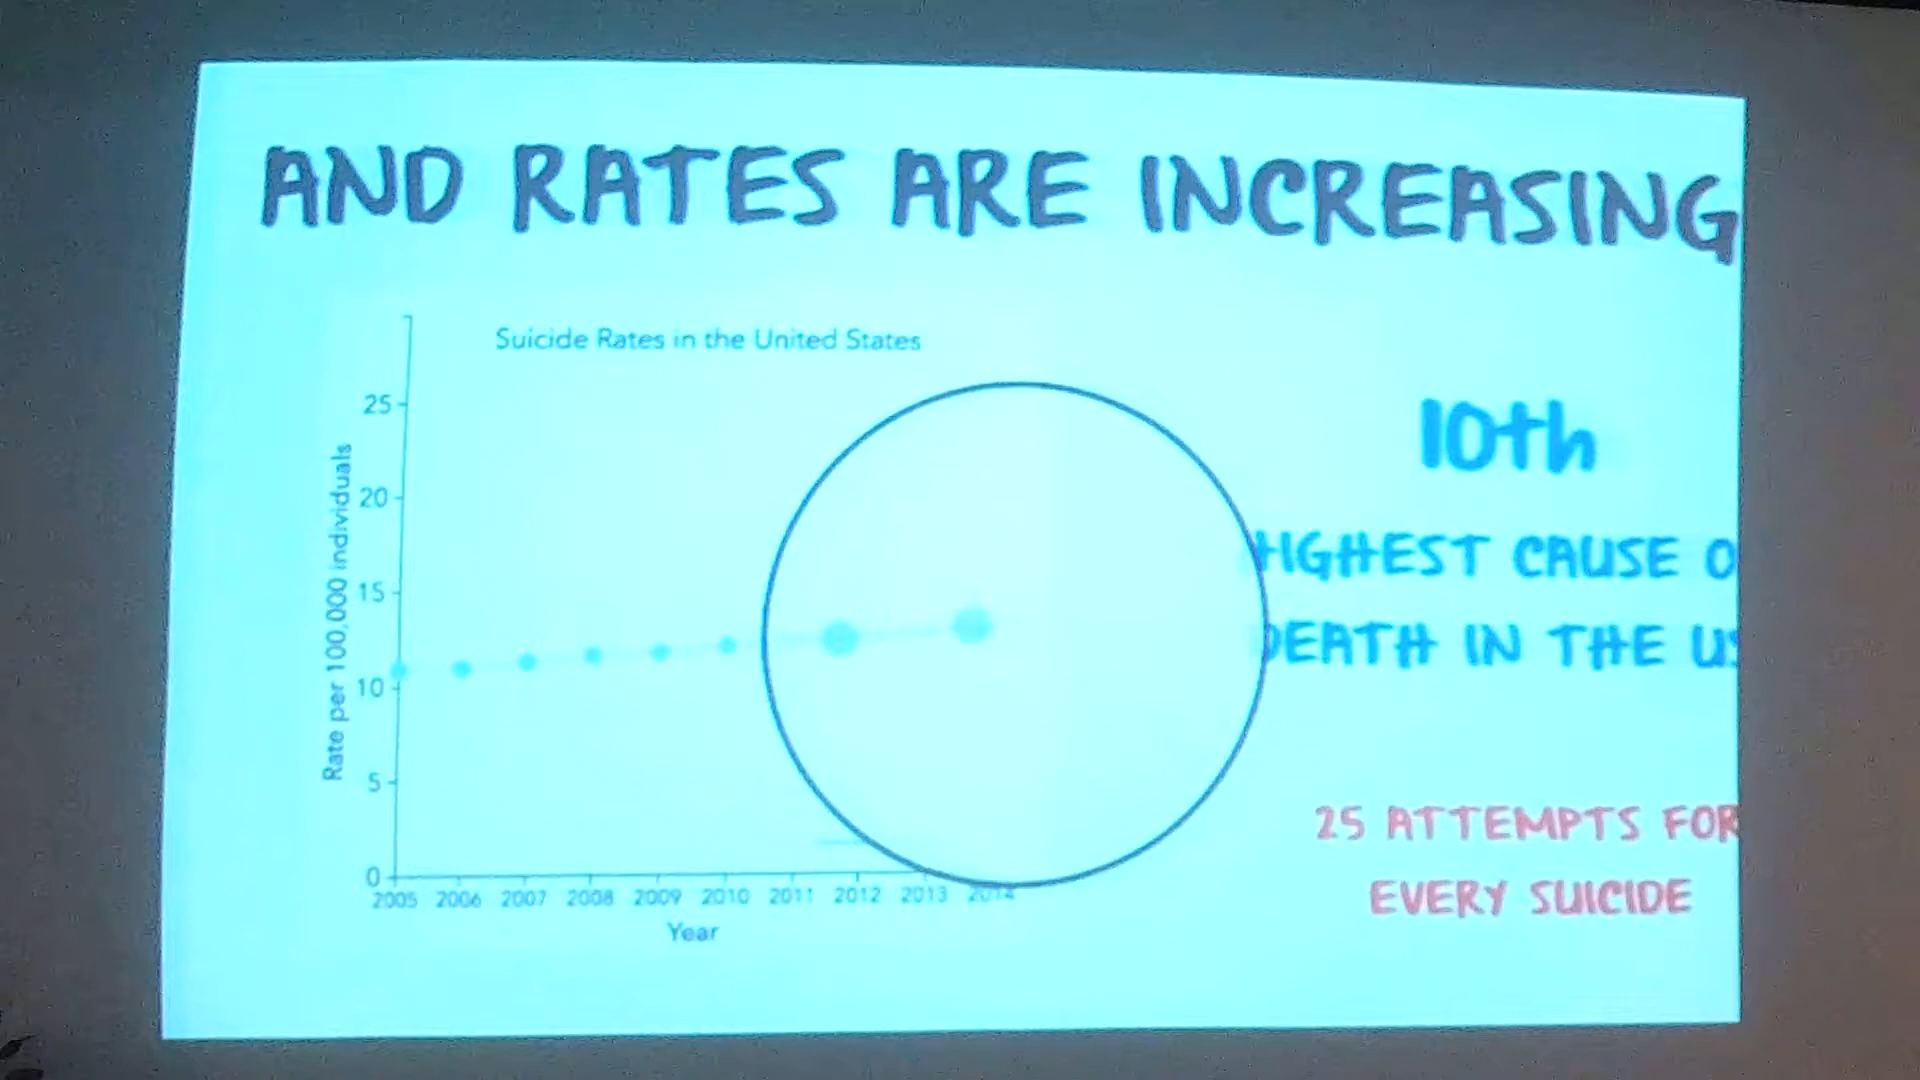 AND RATES ARE INCREASING
Suicide Rates in the United States
25
20
15
10
5
0
Rate per 100,000 individuals
2005 2006 2007 2008 2009 2010 2011 2012 2013 2014
Year
10th
HIGHEST CAUSE O
DEATH IN THE US
25 ATTEMPTS FOR
EVERY SUICIDE